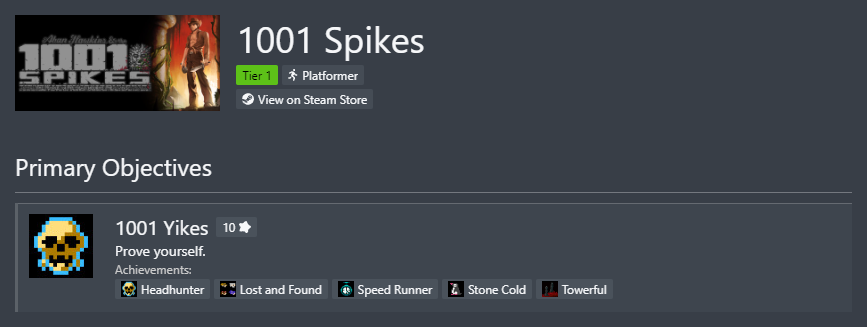 Aban Hawkins &
1001
SPIKES
1001 Spikes
Tier 1
Platformer
View on Steam Store
Primary Objectives
1001 Yikes 10
Prove yourself.
Achievements:
Headhunter Lost and Found Speed Runner Stone Cold Towerful